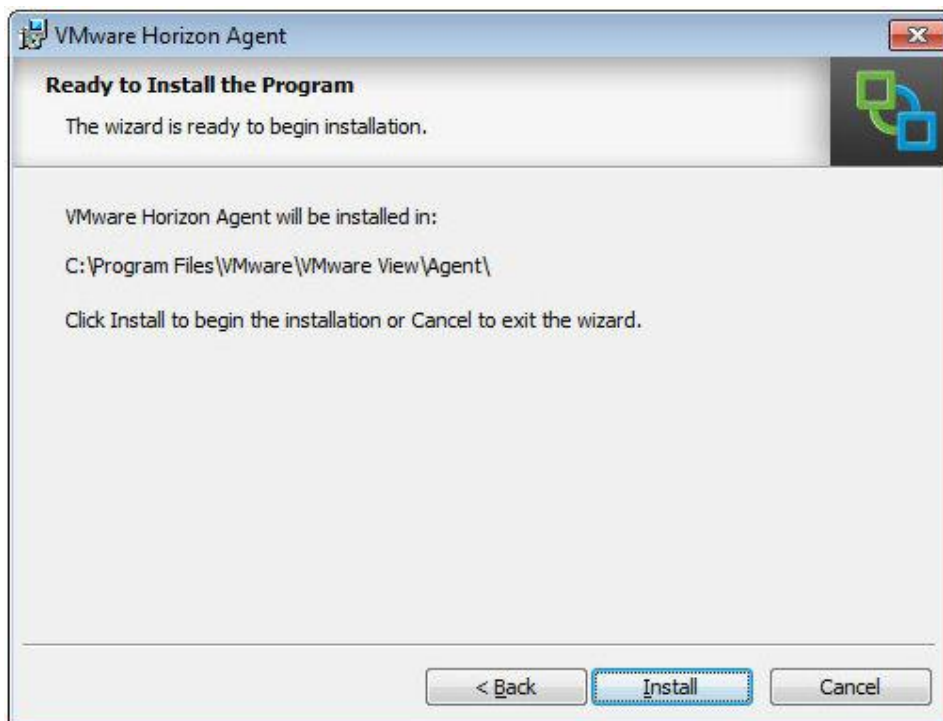 VMware Horizon Agent
Ready to Install the Program
The wizard is ready to begin installation.
VMware Horizon Agent will be installed in:
C:\Program Files\VMware\VMware View\Agent\
Click Install to begin the installation or Cancel to exit the wizard.
< Back Install Cancel